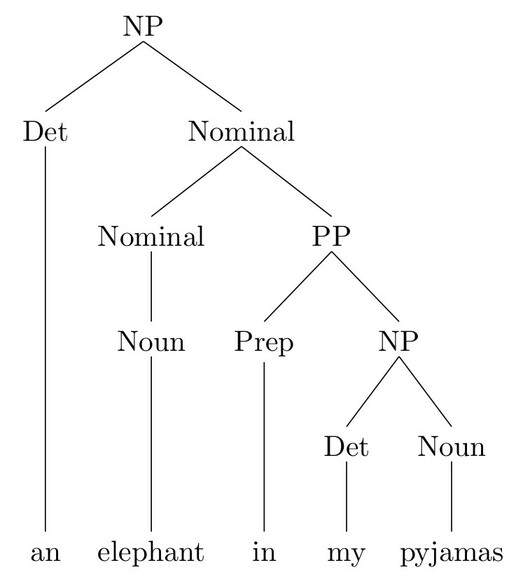 NP
Det Nominal
Nominal PP
Noun Prep NP
Det Noun
an elephant in my pyjamas